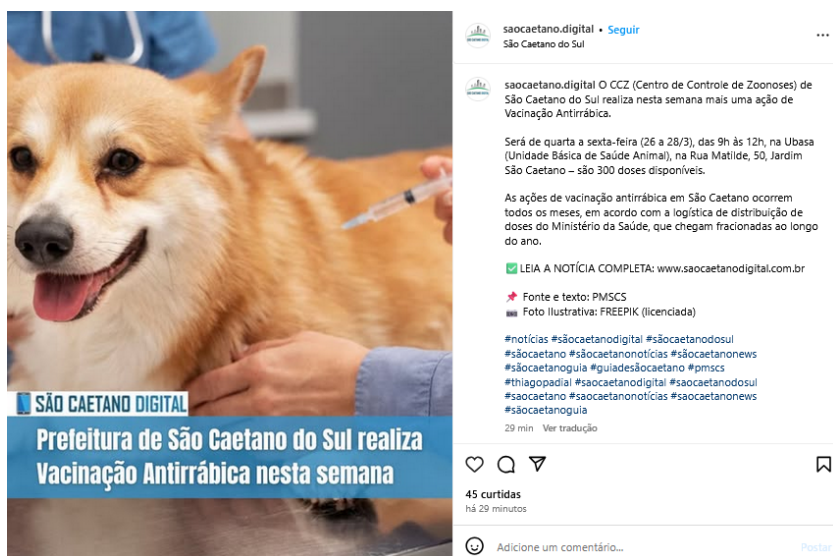 SÃO CAETANO DIGITAL
Prefeitura de São Caetano do Sul realiza
Vacinação Antirrábica nesta semana
saocaetano.digital • Seguir
São Caetano do Sul
saocaetano.digital O CCZ (Centro de Controle de Zoonoses) de
São Caetano do Sul realiza nesta semana mais uma ação de
Vacinação Antirrábica.
Será de quarta a sexta-feira (26 a 28/3), das 9h às 12h, na Ubasa
(Unidade Básica de Saúde Animal), na Rua Matilde, 50, Jardim
São Caetano – são 300 doses disponíveis.
As ações de vacinação antirrábica em São Caetano ocorrem
todos os meses, em acordo com a logística de distribuição de
doses do Ministério da Saúde, que chegam fracionadas ao longo
do ano.
✅ LEIA A NOTÍCIA COMPLETA: www.saocaetanodigital.com.br
📌 Fonte e texto: PMSCS
📷 Foto Ilustrativa: FREEPIK (licenciada)
#notícias #sãocaetanodigital #sãocaetanodosul
#sãocaetano #sãocaetanonotícias #sãocaetanonews
#sãocaetanoguia #guiadesãocaetano #pmscs
#thiagopadial #saocaetanodigital #saocaetanodosul
#saocaetano #saocaetanonotícias #saocaetanonews
#saocaetanoguia
29 min Ver tradução
45 curtidas
há 29 minutos
Adicione um comentário...
Postar